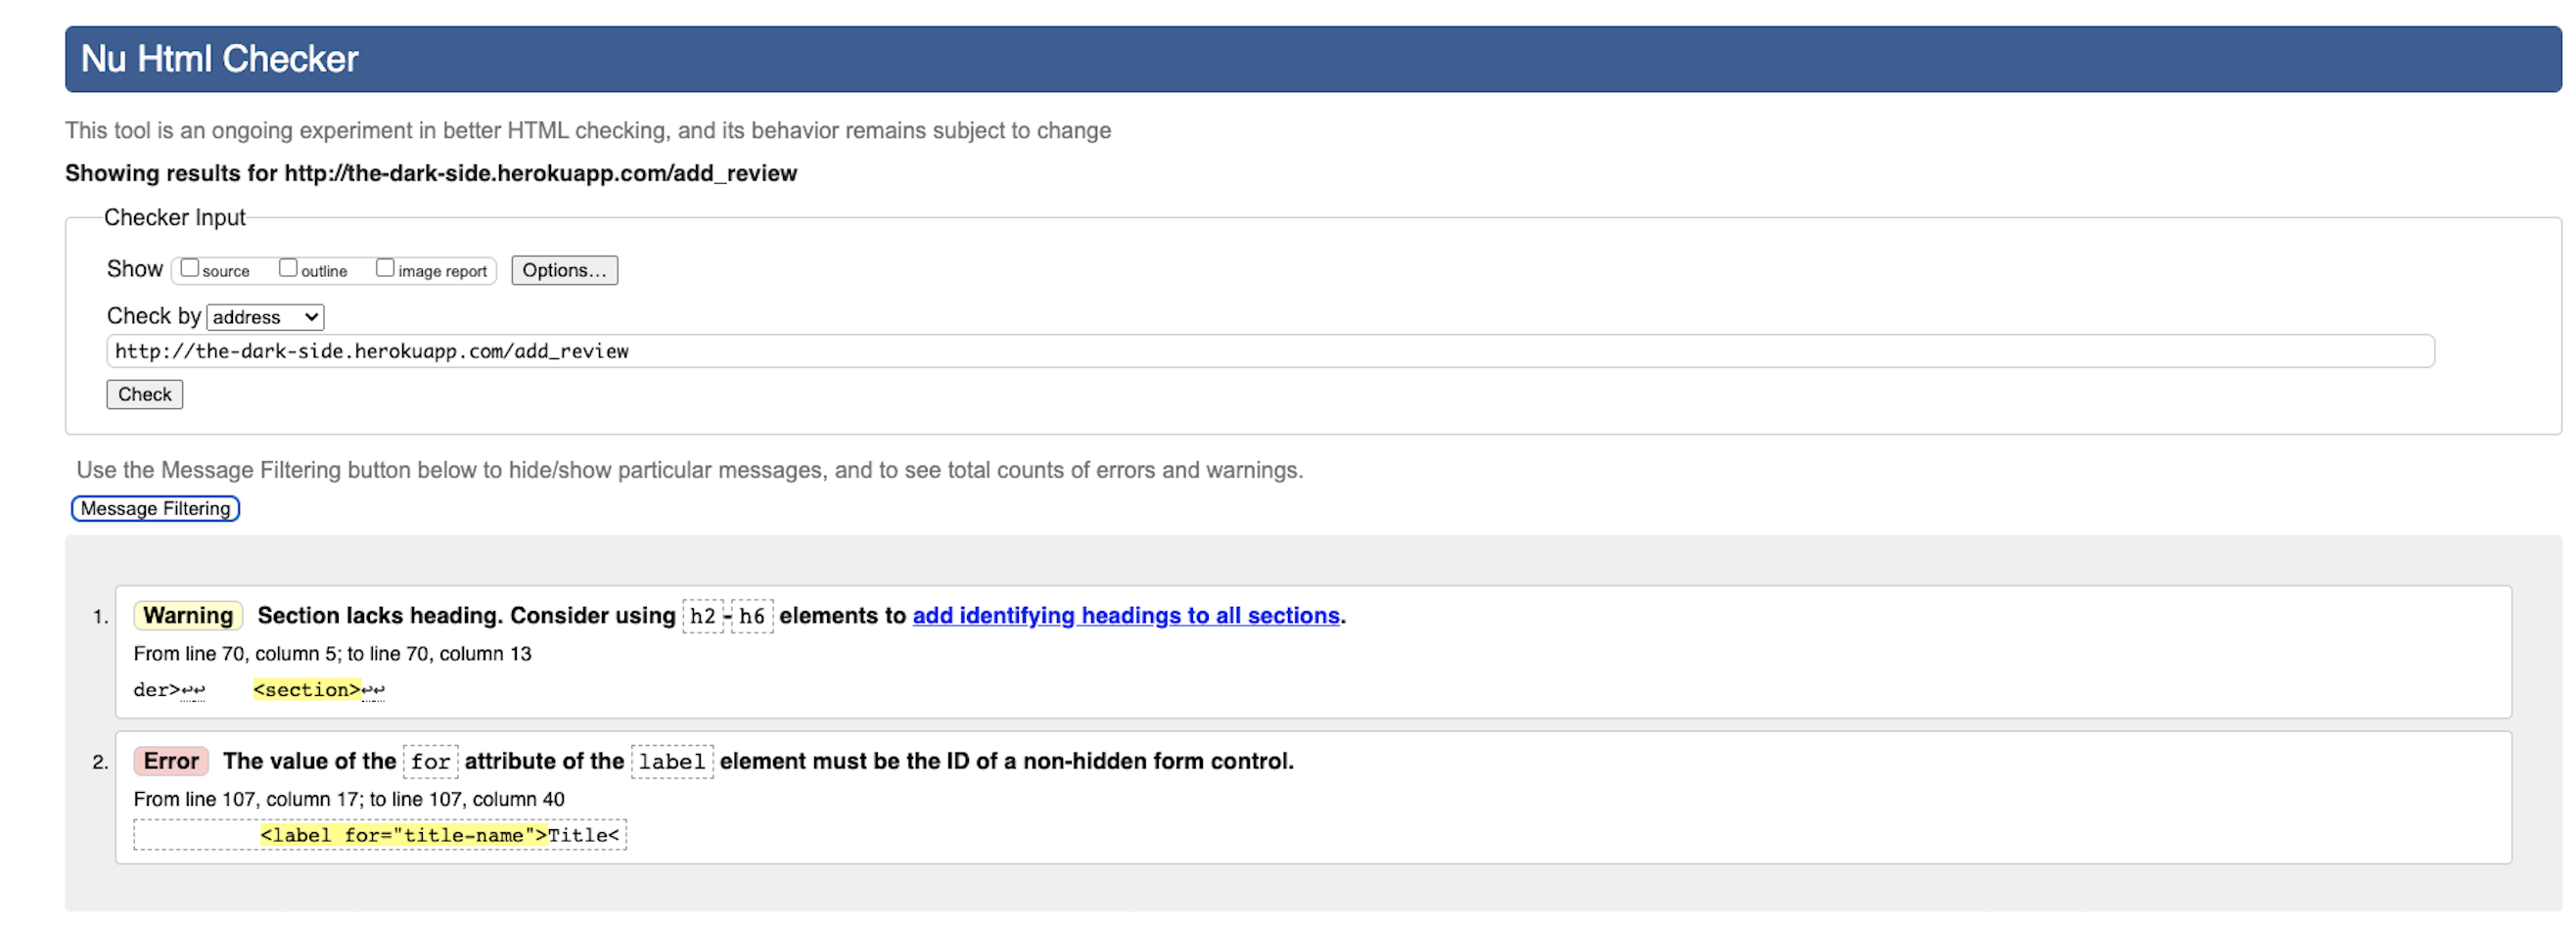 Nu Html Checker
This tool is an ongoing experiment in better HTML checking, and its behavior remains subject to change
Showing results for http://the-dark-side.herokuapp.com/add_review
Checker Input
Show source outline image report Options...
Check by address
http://the-dark-side.herokuapp.com/add_review
Check
Use the Message Filtering button below to hide/show particular messages, and to see total counts of errors and warnings.
Message Filtering
1. Warning Section lacks heading. Consider using h2-h6 elements to add identifying headings to all sections.
From line 70, column 5; to line 70, column 13
der>↩↩ <section>↩↩
2. Error The value of the for attribute of the label element must be the ID of a non-hidden form control.
From line 107, column 17; to line 107, column 40
<label for="title-name">Title<